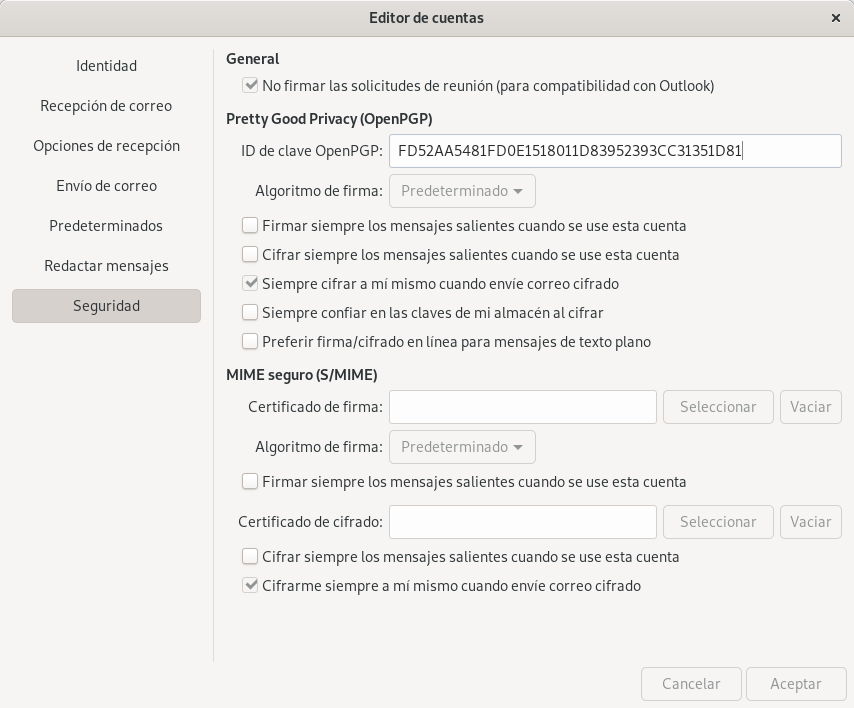 Editor de cuentas
Identidad
Recepción de correo
Opciones de recepción
Envío de correo
Predeterminados
Redactar mensajes
Seguridad
General
No firmar las solicitudes de reunión (para compatibilidad con Outlook)
Pretty Good Privacy (OpenPGP)
ID de clave OpenPGP: FD52AA5481FD0E1518011D83952393CC31351D81
Algoritmo de firma: Predeterminado
Firmar siempre los mensajes salientes cuando se use esta cuenta
Cifrar siempre los mensajes salientes cuando se use esta cuenta
Siempre cifrar a mí mismo cuando envíe correo cifrado
Siempre confiar en las claves de mi almacén al cifrar
Preferir firma/cifrado en línea para mensajes de texto plano
MIME seguro (S/MIME)
Certificado de firma: Seleccionar Vaciar
Algoritmo de firma: Predeterminado
Firmar siempre los mensajes salientes cuando se use esta cuenta
Certificado de cifrado: Seleccionar Vaciar
Cifrar siempre los mensajes salientes cuando se use esta cuenta
Cifrarme siempre a mí mismo cuando envíe correo cifrado
Cancelar Aceptar